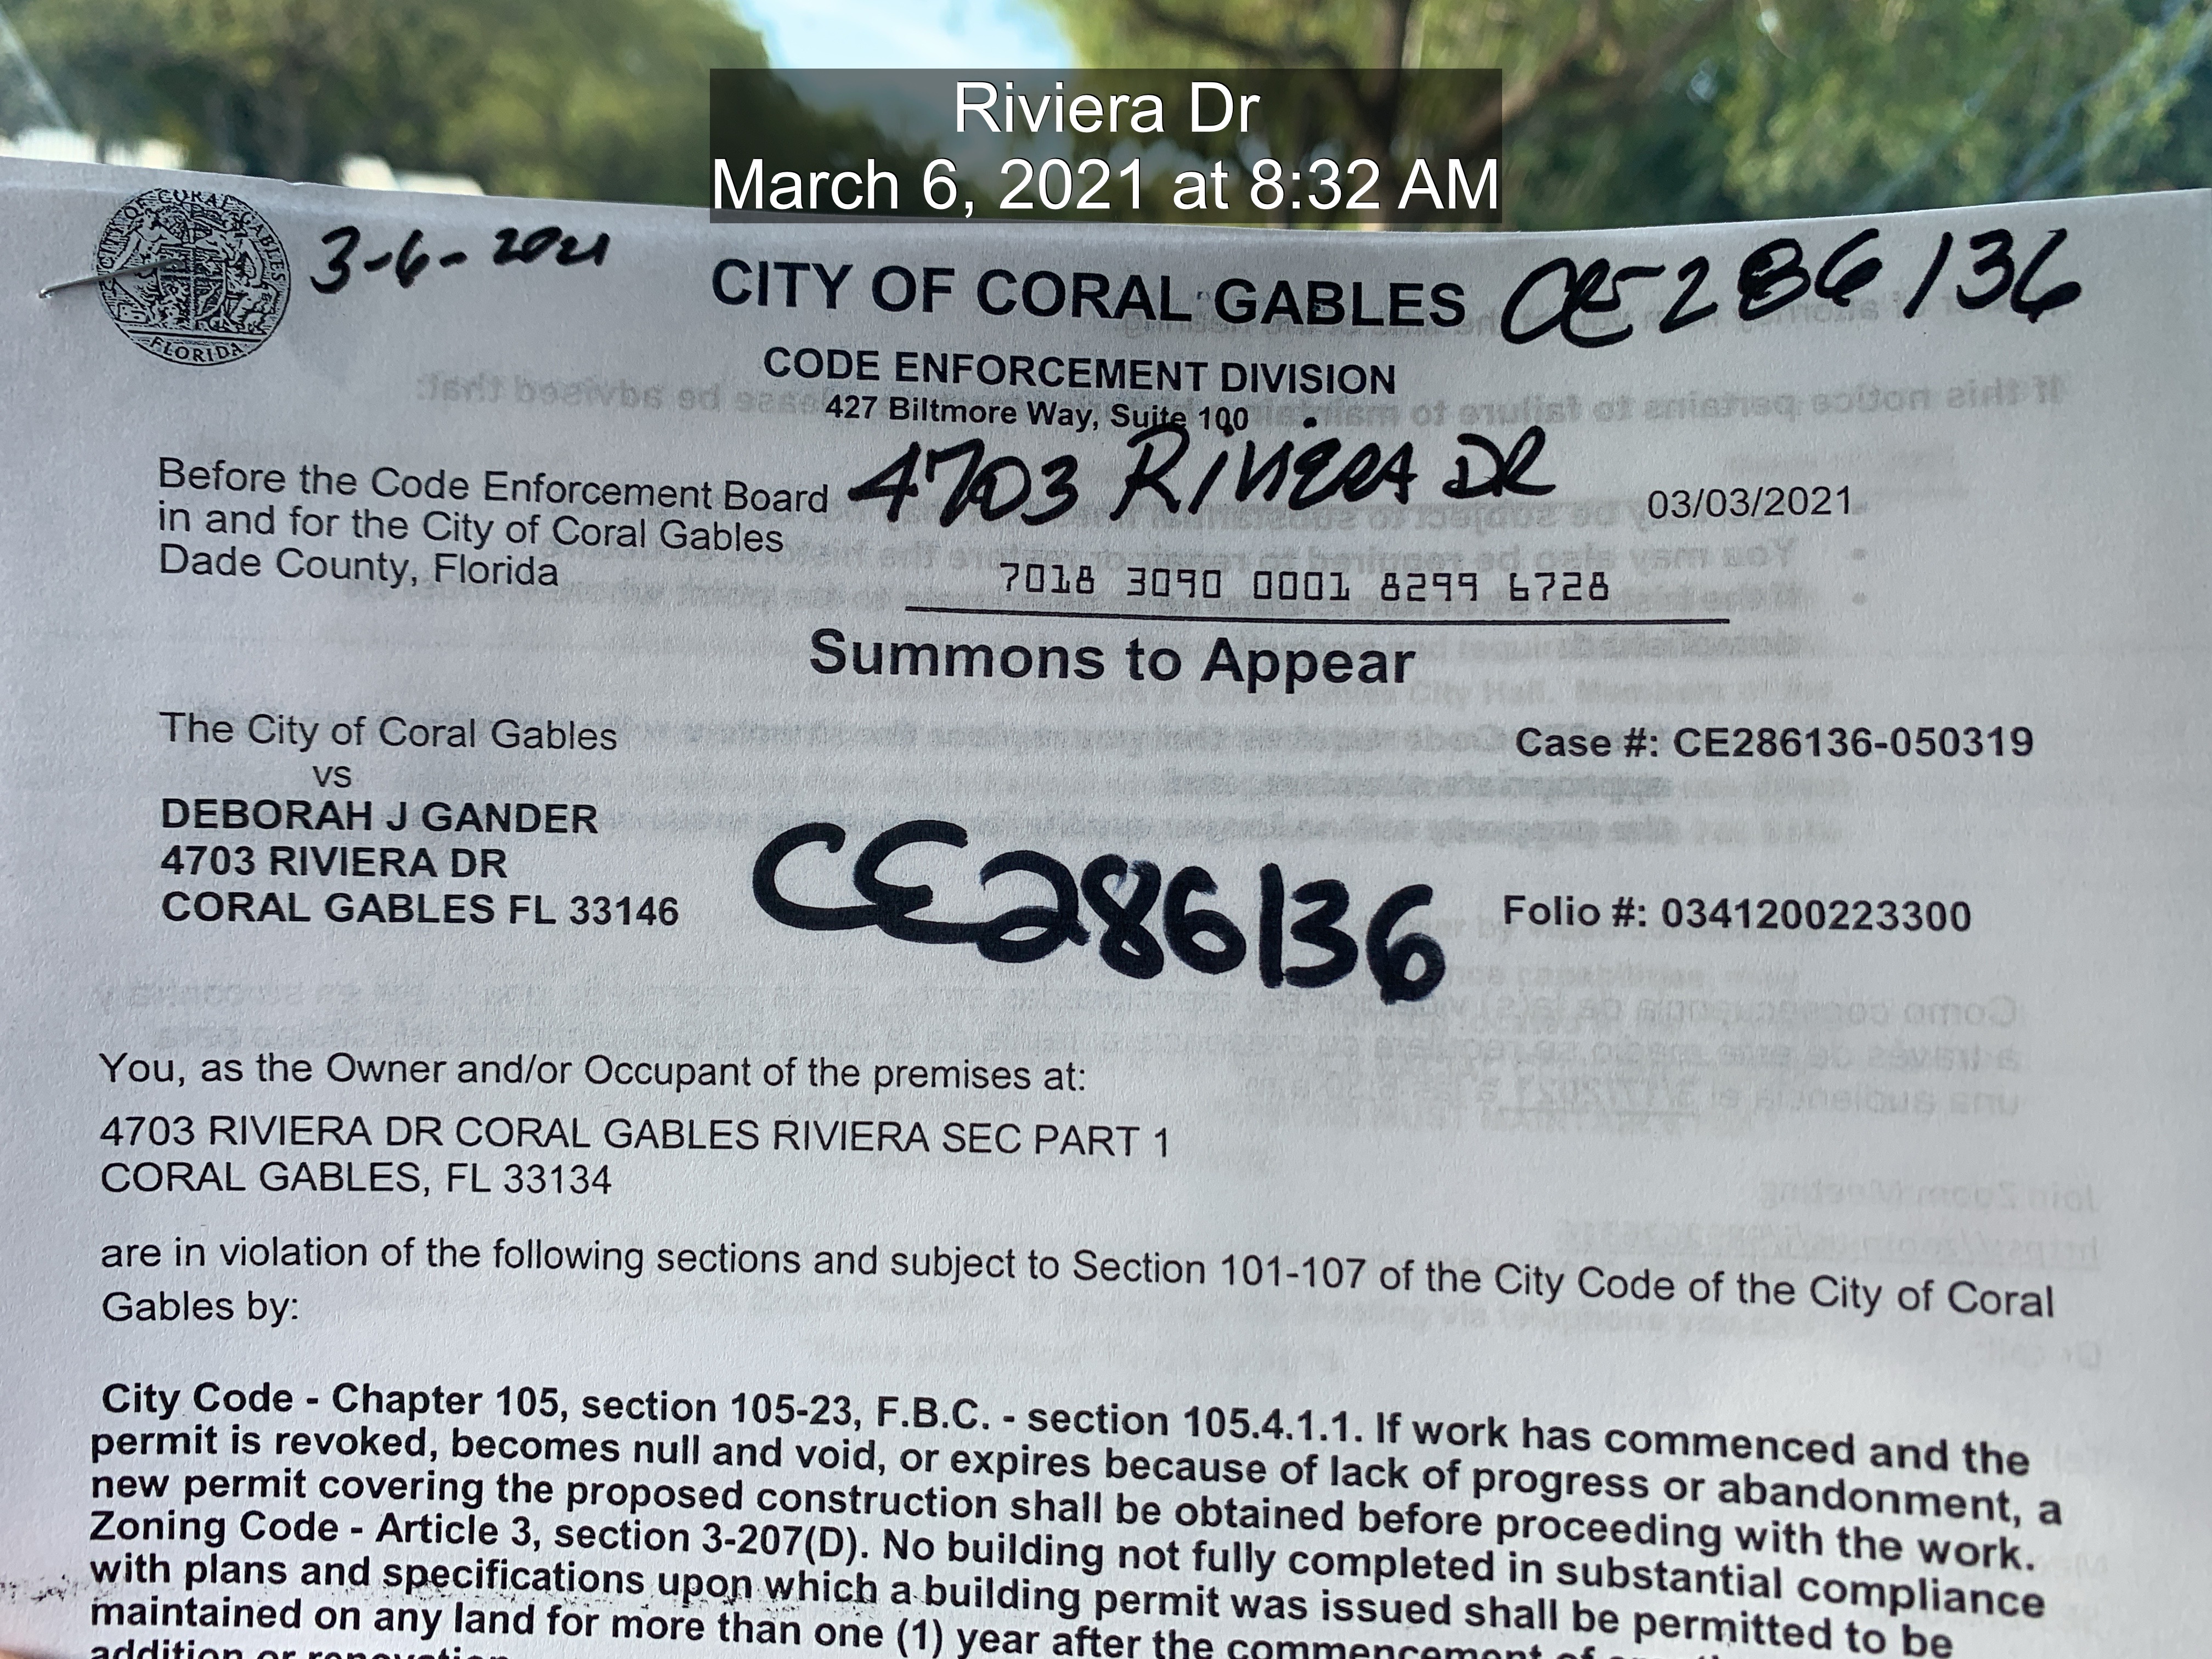 Riviera Dr
March 6, 2021 at 8:32 AM
CITY OF CORAL GABLES
FLORIDA
3-6-2021
CITY OF CORAL GABLES
CE286136
CODE ENFORCEMENT DIVISION
427 Biltmore Way, Suite 100
4703 RIVIERA DR
Before the Code Enforcement Board
in and for the City of Coral Gables
Dade County, Florida
03/03/2021
7018 3090 0001 8299 6728
Summons to Appear
The City of Coral Gables
vs
DEBORAH J GANDER
4703 RIVIERA DR
CORAL GABLES FL 33146
Case #: CE286136-050319
CE286136
Folio #: 0341200223300
You, as the Owner and/or Occupant of the premises at:
4703 RIVIERA DR CORAL GABLES RIVIERA SEC PART 1
CORAL GABLES, FL 33134
are in violation of the following sections and subject to Section 101-107 of the City Code of the City of Coral
Gables by:
City Code - Chapter 105, section 105-23, F.B.C. - section 105.4.1.1. If work has commenced and the
permit is revoked, becomes null and void, or expires because of lack of progress or abandonment, a
new permit covering the proposed construction shall be obtained before proceeding with the work.
Zoning Code - Article 3, section 3-207(D). No building not fully completed in substantial compliance
with plans and specifications upon which a building permit was issued shall be permitted to be
maintained on any land for more than one (1) year after the commencement of
addition or renovation